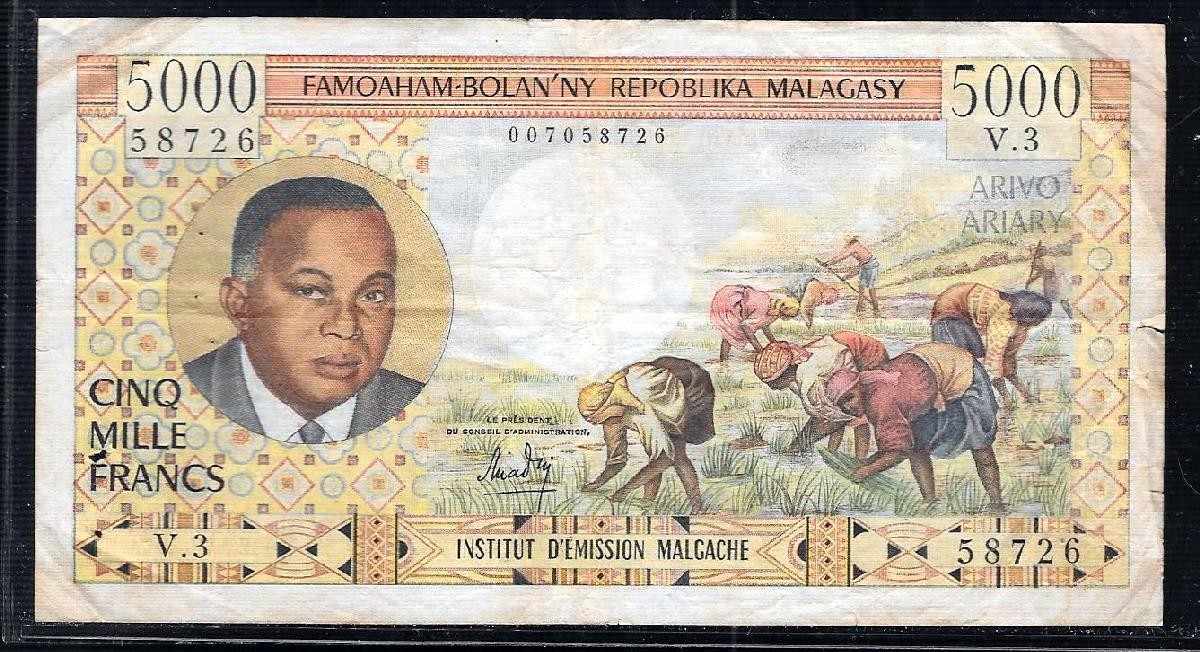 5000
FAMOAHAM-BOLAN'NY REPOBLIKA MALAGASY
5000
58726
007058726
V.3
ARIVO
ARIARY
CINQ
MILLE
FRANCS
LE PRÉSIDENT
DU CONSEIL D'ADMINISTRATION,
V.3
INSTITUT D'ÉMISSION MALGACHE
58726